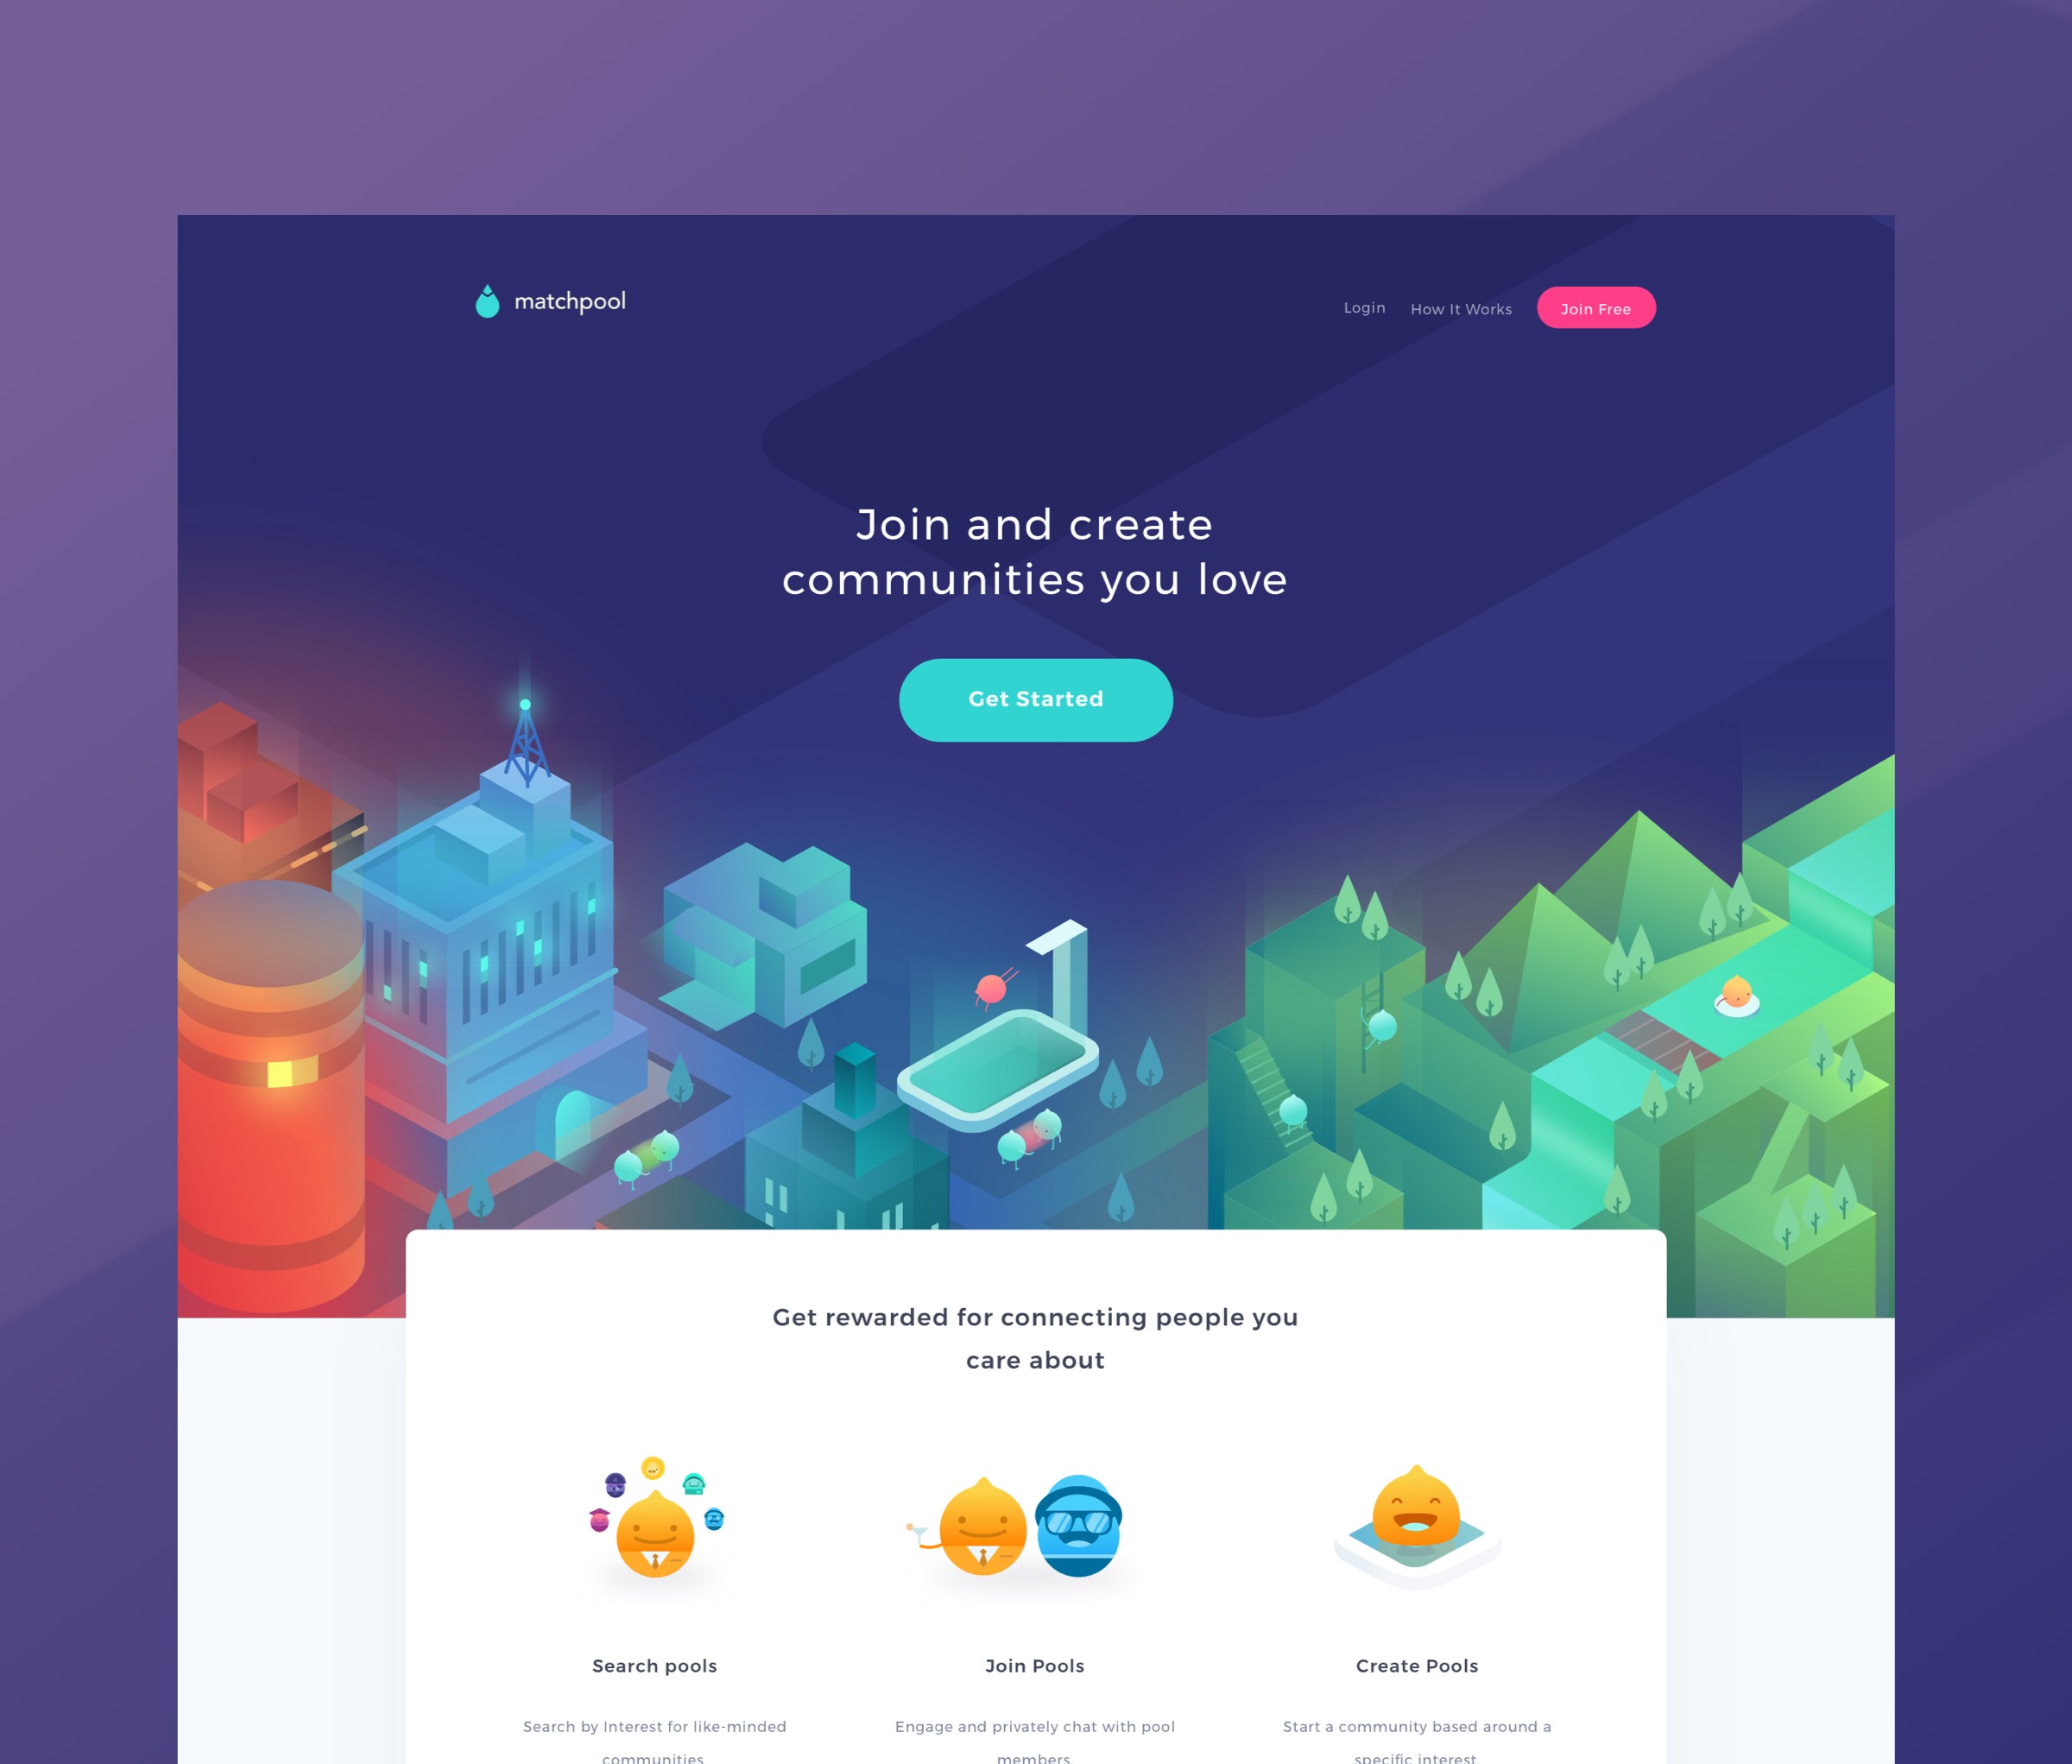 matchpool
Login How It Works Join Free
Join and create
communities you love
Get Started
Get rewarded for connecting people you
care about
Search pools
Join Pools
Create Pools
Search by Interest for like-minded
communities
Engage and privately chat with pool
members
Start a community based around a
specific interest